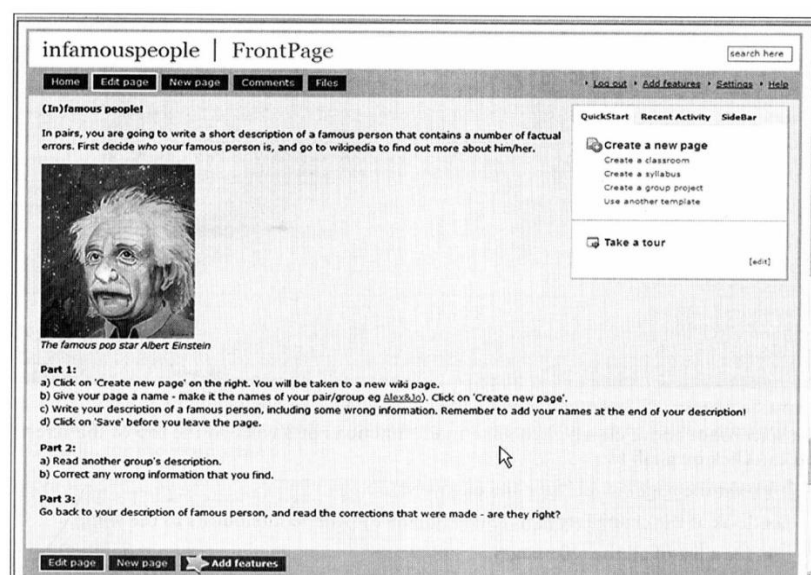 infamouspeople | FrontPage
search here
Home Edit page New page Comments Files
Log out Add features Settings Help
(In)famous people!
In pairs, you are going to write a short description of a famous person that contains a number of factual
errors. First decide who your famous person is, and go to wikipedia to find out more about him/her.
QuickStart Recent Activity SideBar
Create a new page
Create a classroom
Create a syllabus
Create a group project
Use another template
Take a tour
[edit]
The famous pop star Albert Einstein
Part 1:
a) Click on 'Create new page' on the right. You will be taken to a new wiki page.
b) Give your page a name - make it the names of your pair/group eg Alex&Jo). Click on 'Create new page'.
c) Write your description of a famous person, including some wrong information. Remember to add your names at the end of your description!
d) Click on 'Save' before you leave the page.
Part 2:
a) Read another group's description.
b) Correct any wrong information that you find.
Part 3:
Go back to your description of famous person, and read the corrections that were made - are they right?
Edit page New page Add features